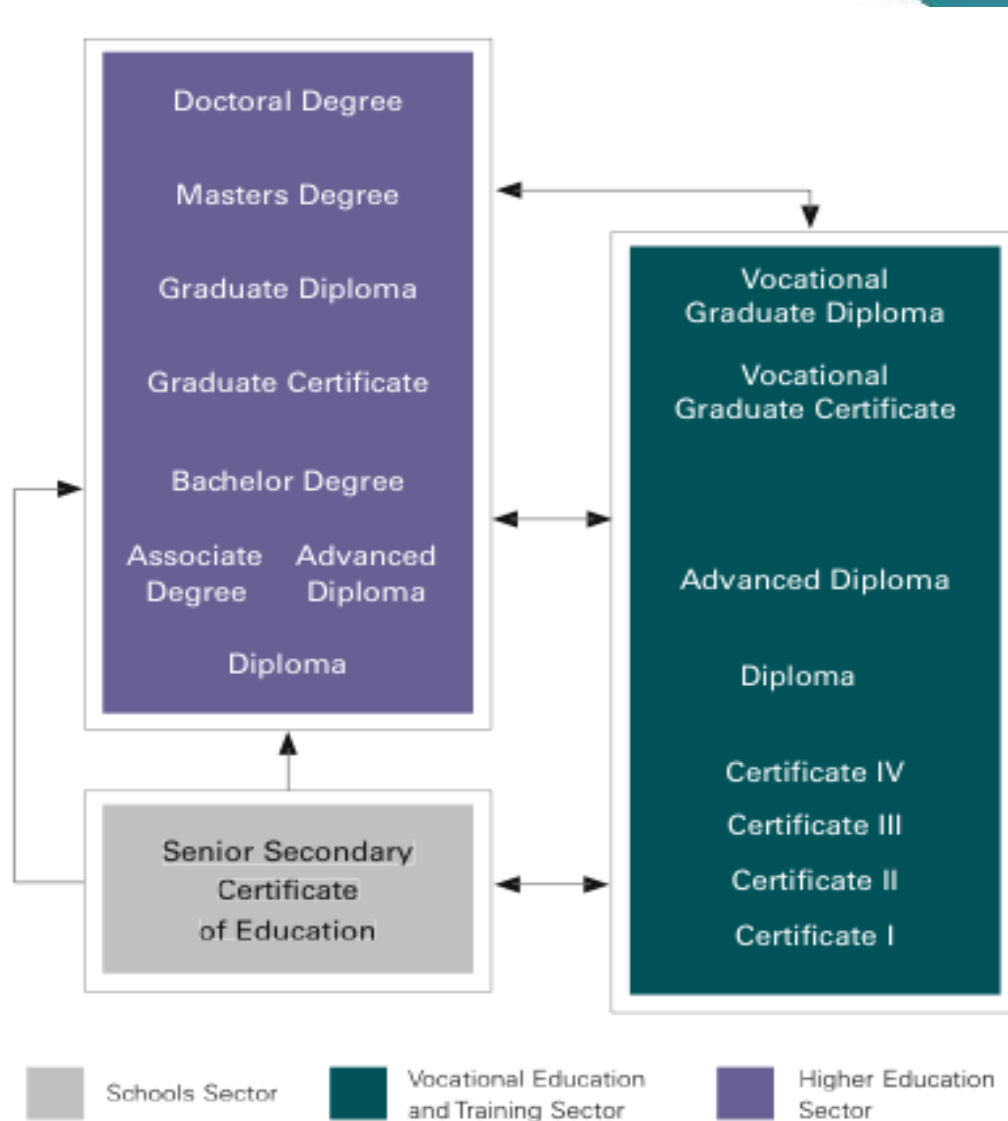 Doctoral Degree
Masters Degree
Graduate Diploma
Graduate Certificate
Bachelor Degree
Associate
Degree
Advanced
Diploma
Diploma
Vocational
Graduate Diploma
Vocational
Graduate Certificate
Advanced Diploma
Diploma
Certificate IV
Certificate III
Certificate II
Certificate I
Senior Secondary
Certificate
of Education
Schools Sector
Vocational Education
and Training Sector
Higher Education
Sector